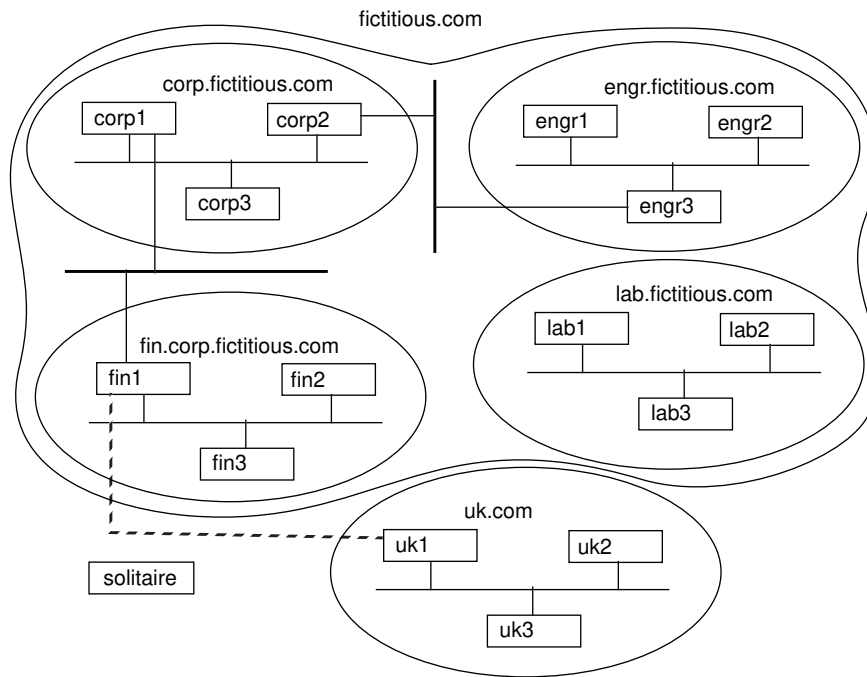 fictitious.com
corp.fictitious.com
engr.fictitious.com
corp1
corp2
engr1
engr2
corp3
engr3
lab.fictitious.com
lab1
lab2
fin.corp.fictitious.com
fin1
fin2
lab3
fin3
uk.com
uk1
uk2
solitaire
uk3